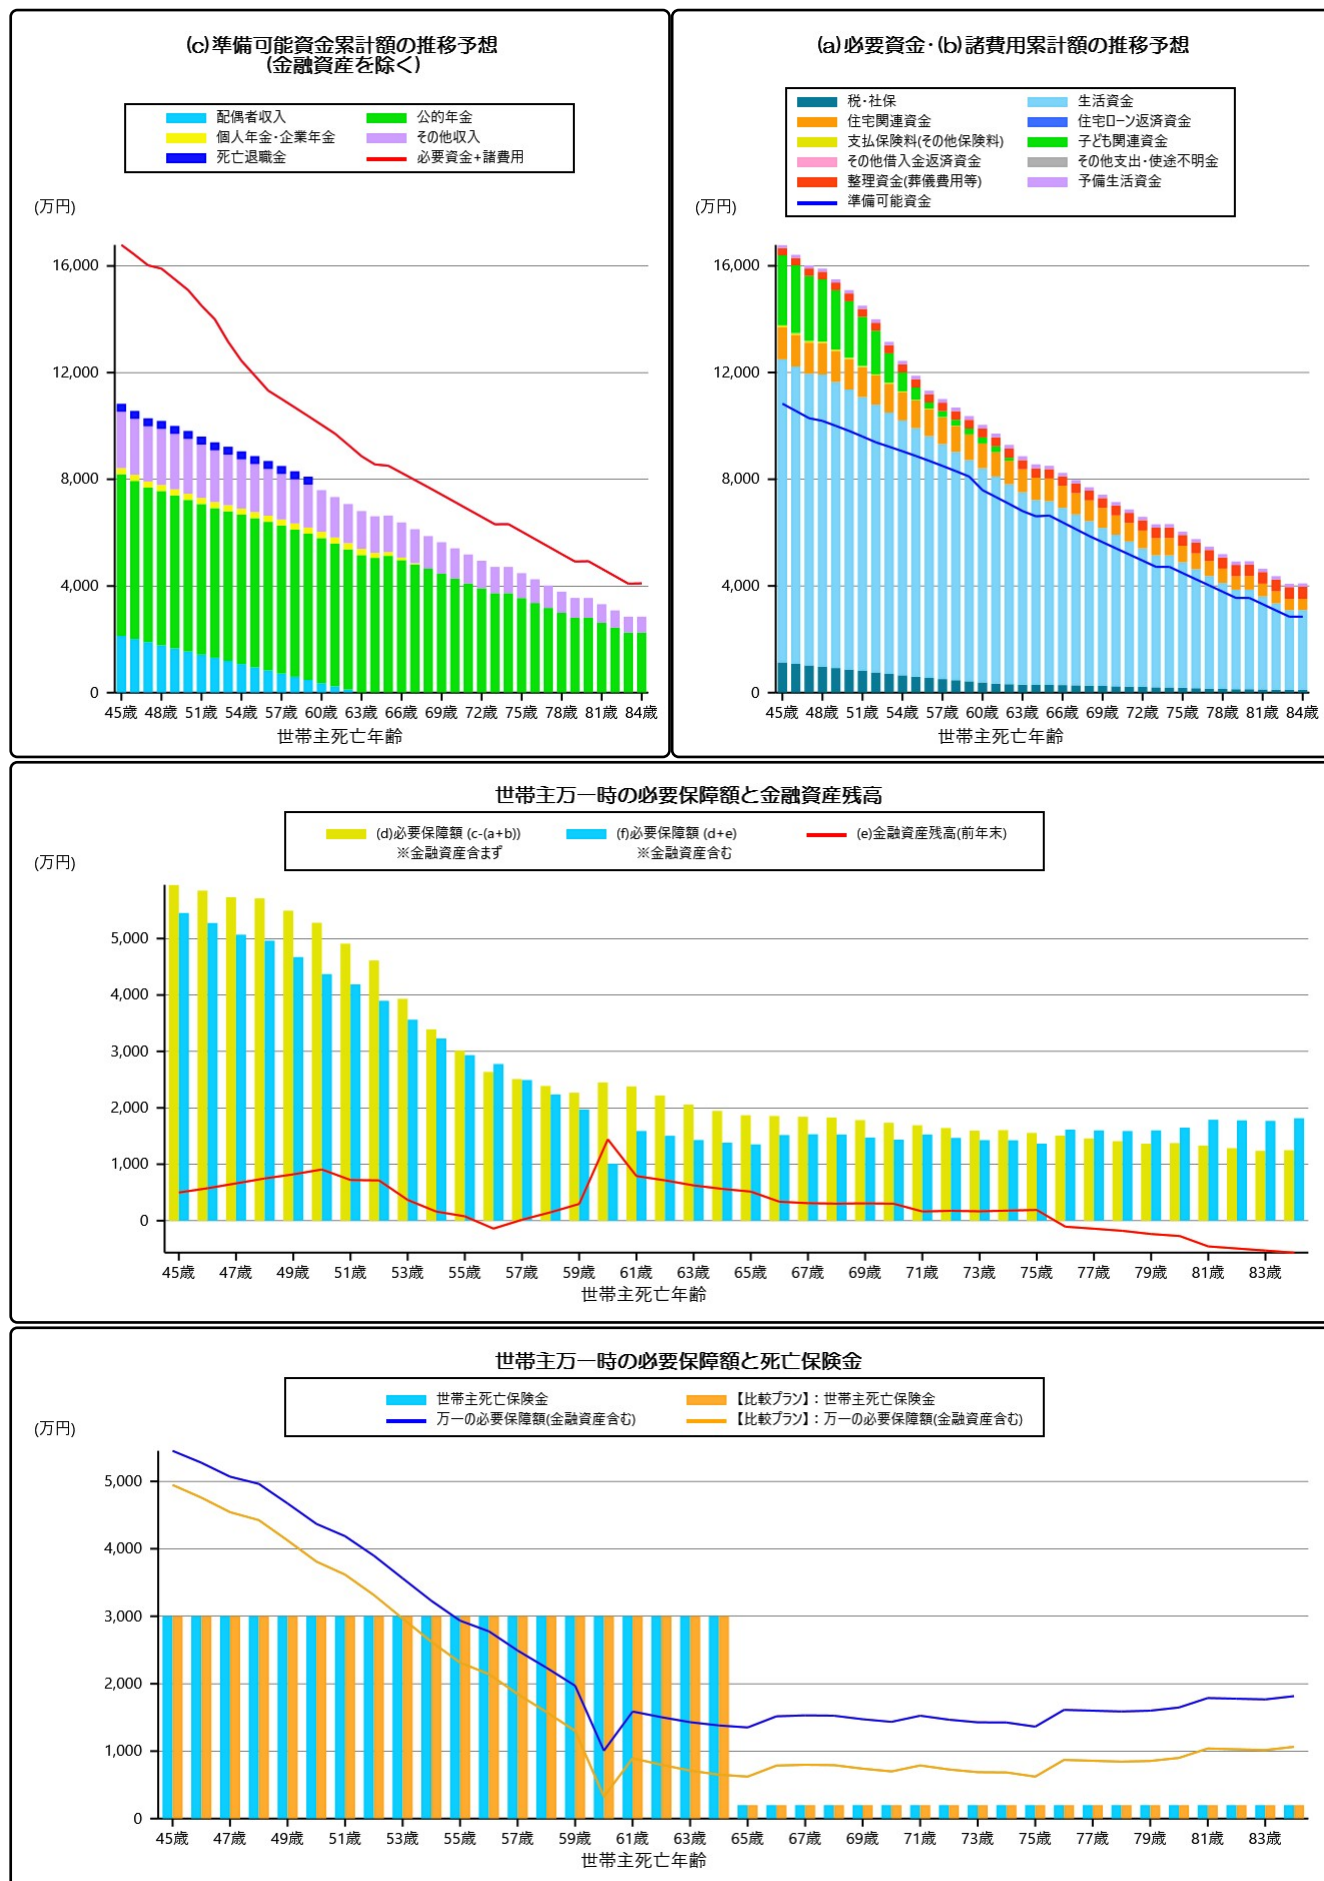 (c)準備可能資金累計額の推移予想
(金融資産を除く)
配偶者収入
公的年金
個人年金・企業年金
その他収入
死亡退職金
必要資金+諸費用
(万円)
16,000
12,000
8,000
4,000
0
45歳 48歳 51歳 54歳 57歳 60歳 63歳 66歳 69歳 72歳 75歳 78歳 81歳 84歳
世帯主死亡年齢
(a)必要資金・(b)諸費用累計額の推移予想
税・社保
生活資金
住宅関連資金
住宅ローン返済資金
支払保険料(その他保険料)
子ども関連資金
その他借入金返済資金
その他支出・使途不明金
整理資金(葬儀費用等)
予備生活資金
準備可能資金
(万円)
16,000
12,000
8,000
4,000
0
45歳 48歳 51歳 54歳 57歳 60歳 63歳 66歳 69歳 72歳 75歳 78歳 81歳 84歳
世帯主死亡年齢
世帯主万一時の必要保障額と金融資産残高
(d)必要保障額 (c-(a+b))
※金融資産含まず
(f)必要保障額 (d+e)
※金融資産含む
(e)金融資産残高(前年末)
(万円)
5,000
4,000
3,000
2,000
1,000
0
45歳 47歳 49歳 51歳 53歳 55歳 57歳 59歳 61歳 63歳 65歳 67歳 69歳 71歳 73歳 75歳 77歳 79歳 81歳 83歳
世帯主死亡年齢
世帯主万一時の必要保障額と死亡保険金
世帯主死亡保険金
【比較プラン】：世帯主死亡保険金
万一の必要保障額(金融資産含む)
【比較プラン】：万一の必要保障額(金融資産含む)
(万円)
5,000
4,000
3,000
2,000
1,000
0
45歳 47歳 49歳 51歳 53歳 55歳 57歳 59歳 61歳 63歳 65歳 67歳 69歳 71歳 73歳 75歳 77歳 79歳 81歳 83歳
世帯主死亡年齢